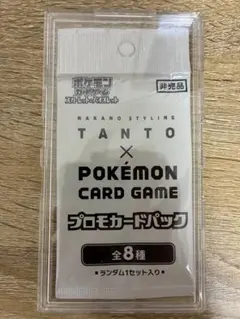 ポケモン
カードゲーム
スカーレット&バイオレット
非売品
NAKANO STYLING
TANTO
×
POKÉMON
CARD GAME
プロモカードパック
全8種
●ランダム1セット入り●